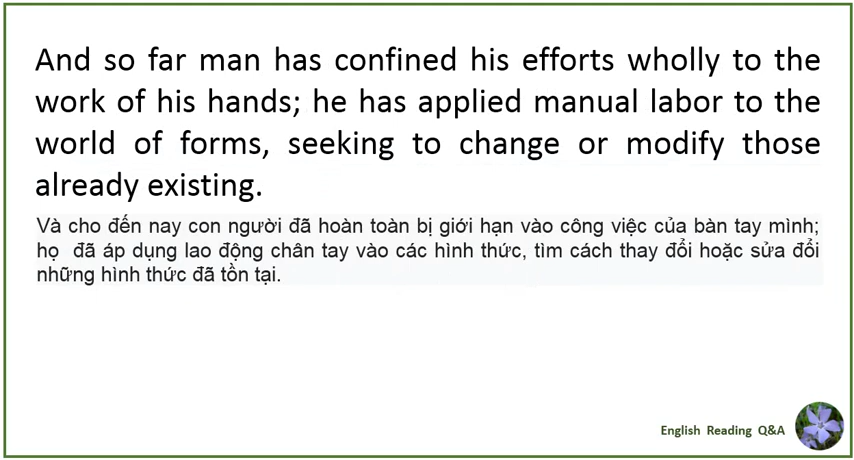 And so far man has confined his efforts wholly to the
work of his hands; he has applied manual labor to the
world of forms, seeking to change or modify those
already existing.
Và cho đến nay con người đã hoàn toàn bị giới hạn vào công việc của bàn tay mình;
họ đã áp dụng lao động chân tay vào các hình thức, tìm cách thay đổi hoặc sửa đổi
những hình thức đã tồn tại.
English Reading Q&A